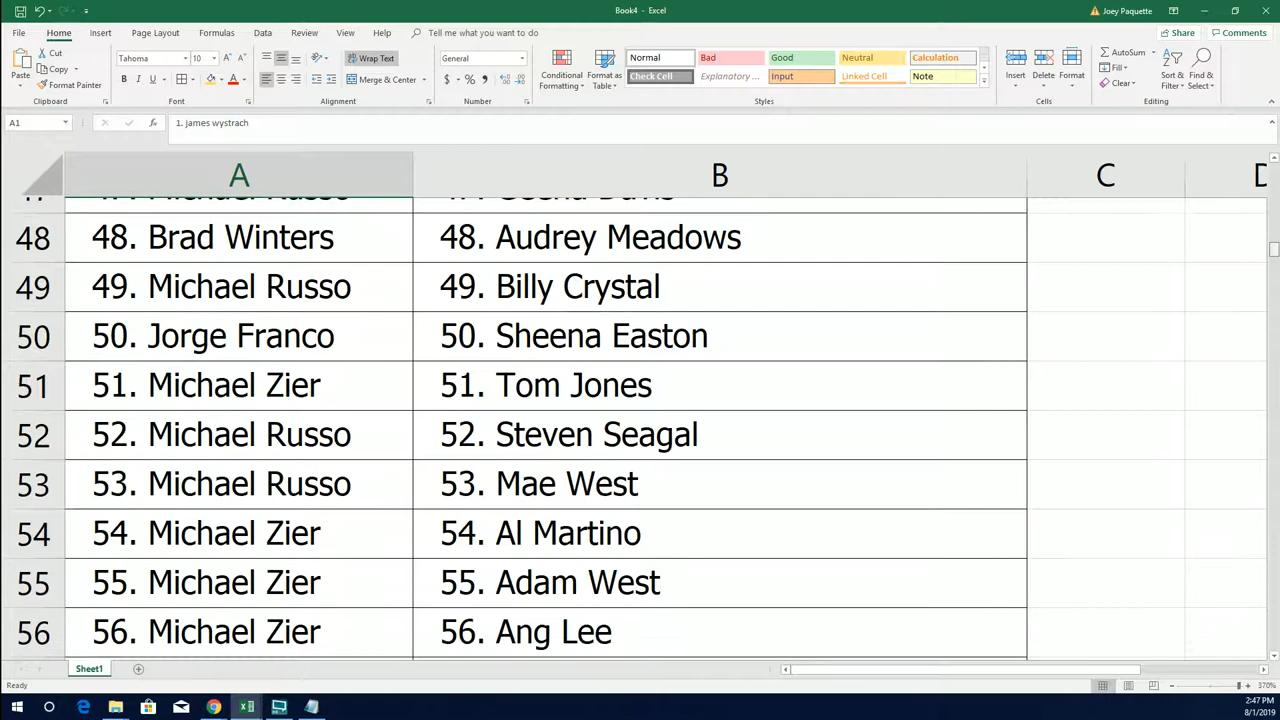 Book4 - Excel
Joey Paquette
File Home Insert Page Layout Formulas Data Review View Help Tell me what you want to do
Share Comments
Paste
Cut
Copy
Format Painter
Clipboard
Tahoma 10
B I U
Font
Wrap Text
Merge & Center
Alignment
General
$ % ,
Number
Conditional Formatting
Format as Table
Normal Bad Good Neutral Calculation
Check Cell Explanatory ... Input Linked Cell Note
Styles
Insert Delete Format
Cells
AutoSum
Fill
Clear
Sort & Filter
Find & Select
Editing
A1 fx 1. james wystrach
A B C D
48 48. Brad Winters 48. Audrey Meadows
49 49. Michael Russo 49. Billy Crystal
50 50. Jorge Franco 50. Sheena Easton
51 51. Michael Zier 51. Tom Jones
52 52. Michael Russo 52. Steven Seagal
53 53. Michael Russo 53. Mae West
54 54. Michael Zier 54. Al Martino
55 55. Michael Zier 55. Adam West
56 56. Michael Zier 56. Ang Lee
Sheet1
Ready
370%
2:47 PM
8/1/2019